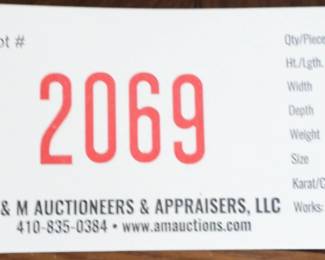 ot #
2069
& M AUCTIONEERS & APPRAISERS, LLC
410-835-0384 • www.amauctions.com
Qty/Piece
Ht./Lgth.
Width
Depth
Weight
Size
Karat/C
Works: